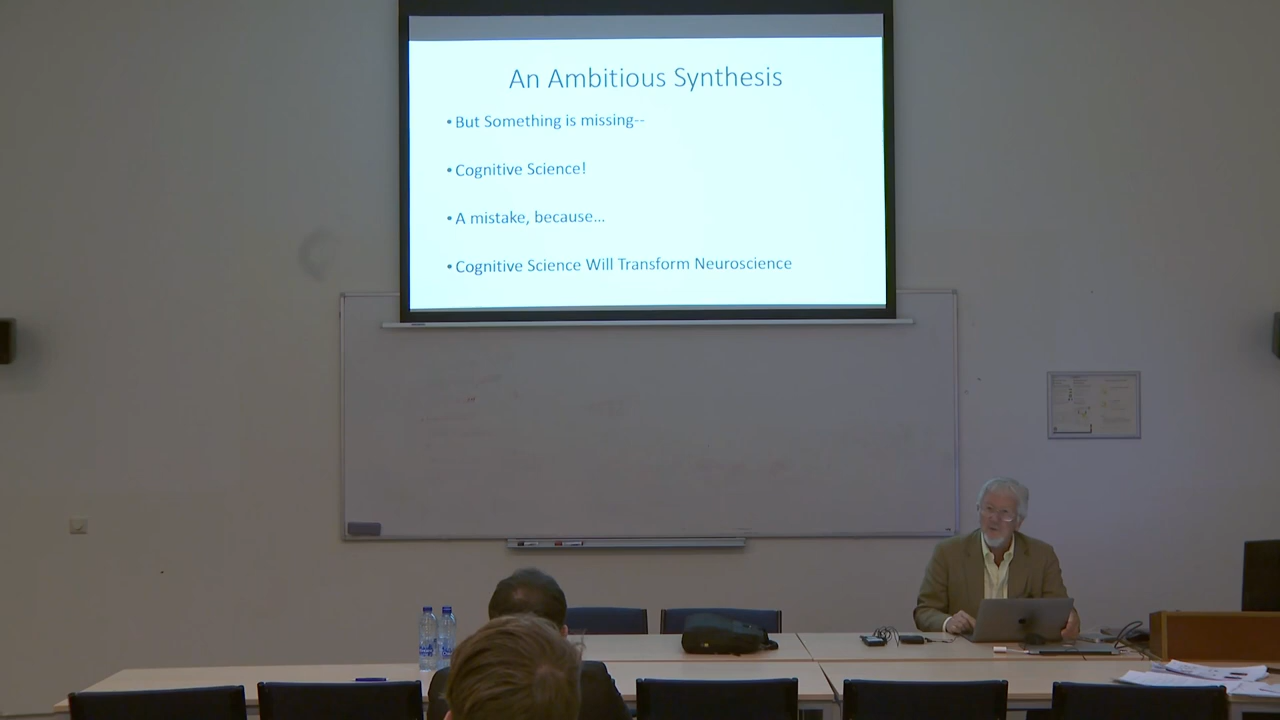 An Ambitious Synthesis
•But Something is missing--
•Cognitive Science!
•A mistake, because...
•Cognitive Science Will Transform Neuroscience